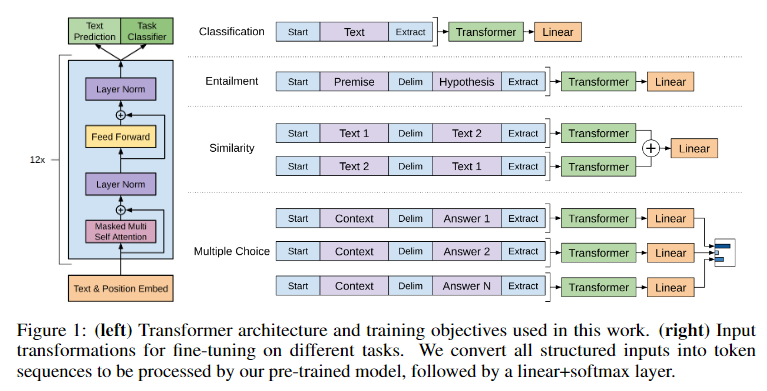 Text Prediction
Task Classifier
12x
Layer Norm
+
Feed Forward
Layer Norm
+
Masked Multi Self Attention
Text & Position Embed
Classification Start Text Extract Transformer Linear
Entailment Start Premise Delim Hypothesis Extract Transformer Linear
Similarity
Start Text 1 Delim Text 2 Extract Transformer
Start Text 2 Delim Text 1 Extract Transformer
+ Linear
Multiple Choice
Start Context Delim Answer 1 Extract Transformer Linear
Start Context Delim Answer 2 Extract Transformer Linear
Start Context Delim Answer N Extract Transformer Linear
Figure 1: (left) Transformer architecture and training objectives used in this work. (right) Input
transformations for fine-tuning on different tasks. We convert all structured inputs into token
sequences to be processed by our pre-trained model, followed by a linear+softmax layer.